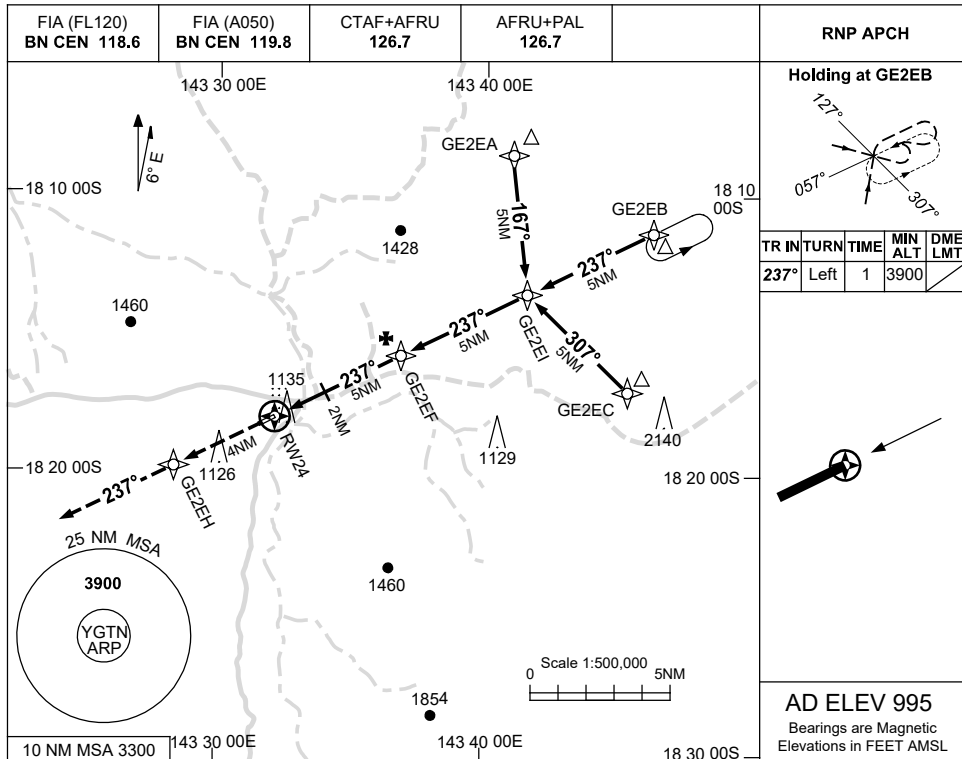 FIA (FL120)
BN CEN 118.6
FIA (A050)
BN CEN 119.8
CTAF+AFRU
126.7
AFRU+PAL
126.7
RNP APCH
143 30 00E
143 40 00E
6° E
GE2EA
18 10 00S
18 10
00S
167°
5NM
GE2EB
1428
237°
5NM
1460
237°
5NM
GE2EI
307°
5NM
237°
5NM
GE2EF
GE2EC
1135
2NM
2140
RW24
1129
4NM
1126
18 20 00S
18 20 00S
237°
GE2EH
25 NM MSA
3900
YGTN
ARP
1460
Scale 1:500,000
0
5NM
1854
10 NM MSA 3300
143 30 00E
143 40 00E
18 30 00S
Holding at GE2EB
127°
057°
307°
TR IN TURN TIME MIN ALT DME LMT
237° Left 1 3900
AD ELEV 995
Bearings are Magnetic
Elevations in FEET AMSL